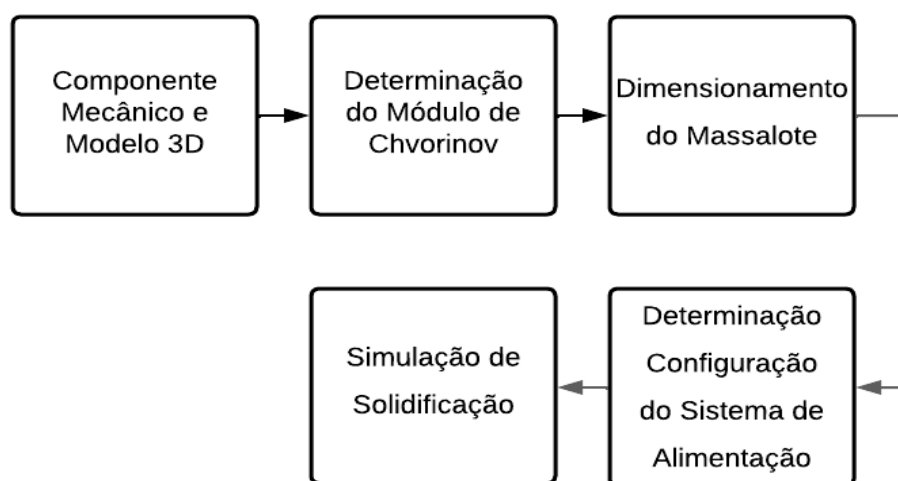 Componente
Mecânico e
Modelo 3D
Determinação
do Módulo de
Chvorinov
Dimensionamento
do Massalote
Determinação
Configuração
do Sistema de
Alimentação
Simulação de
Solidificação